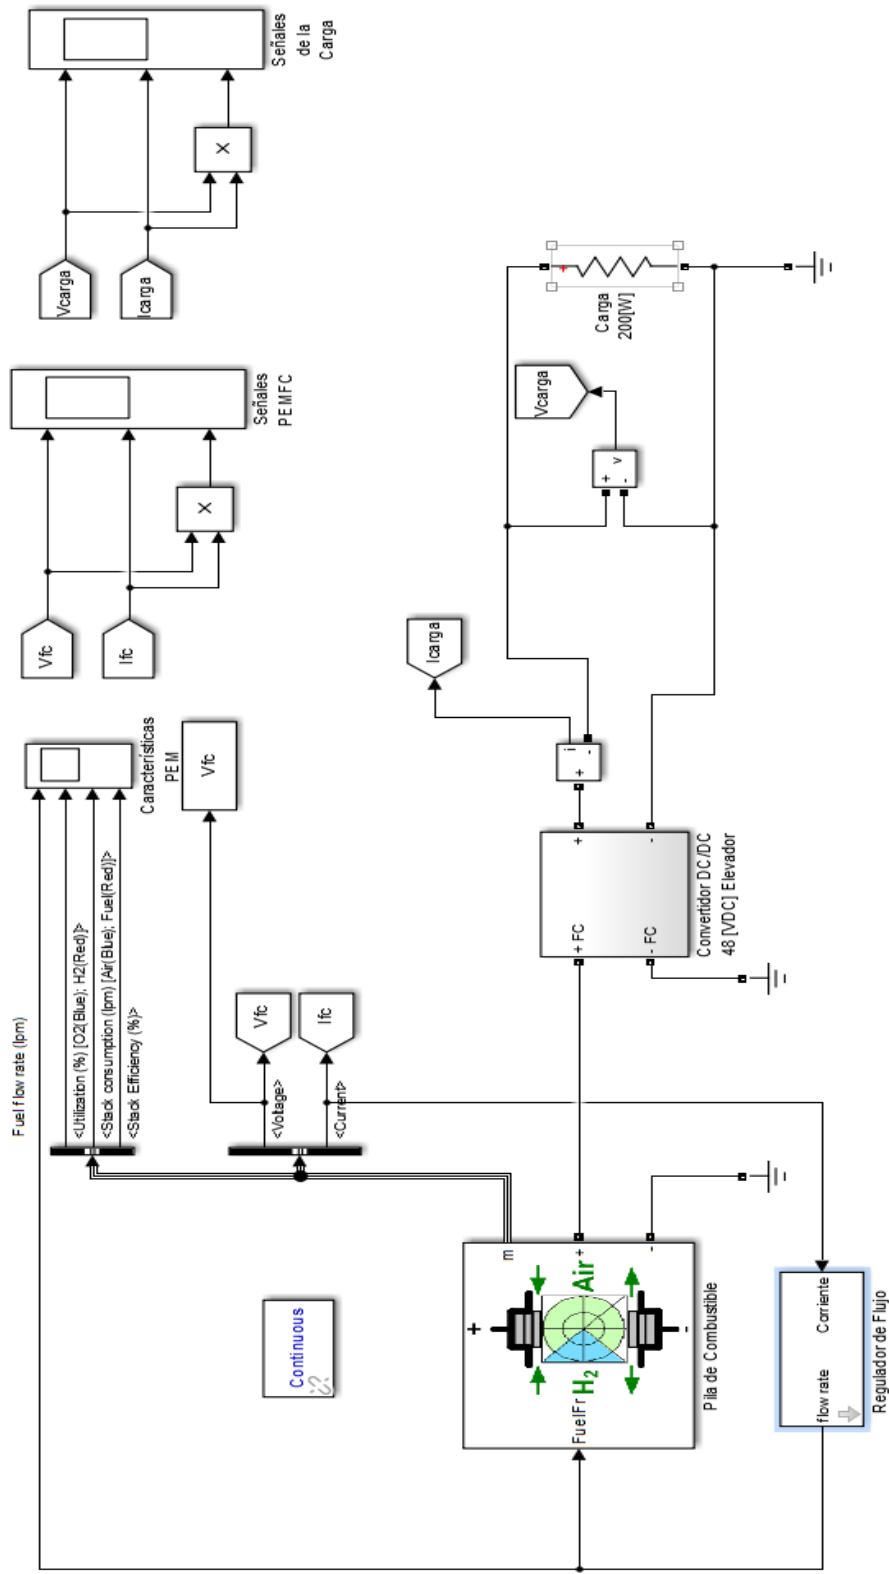 Fuel flow rate (lpm)
<Utilization (%) [O2(Blue); H2(Red)]>
<Stack consumption (lpm) [Air(Blue); Fuel(Red)]>
<Stack Efficiency (%)>
Características
PEM
Vfc
Ifc
X
Señales
PEMFC
Vcarga
Icarga
X
Señales
de la
Carga
Continuous
<Voltage>
<Current>
Vfc
Ifc
Vfc
FuelFr
H2
Air
+
-
m
+
-
Pila de Combustible
+ FC
- FC
+
-
Convertidor DC/DC
48 [VDC] Elevador
+
i
-
Icarga
+
-
v
Vcarga
+
Carga
200[W]
flow rate
Corriente
Regulador de Flujo